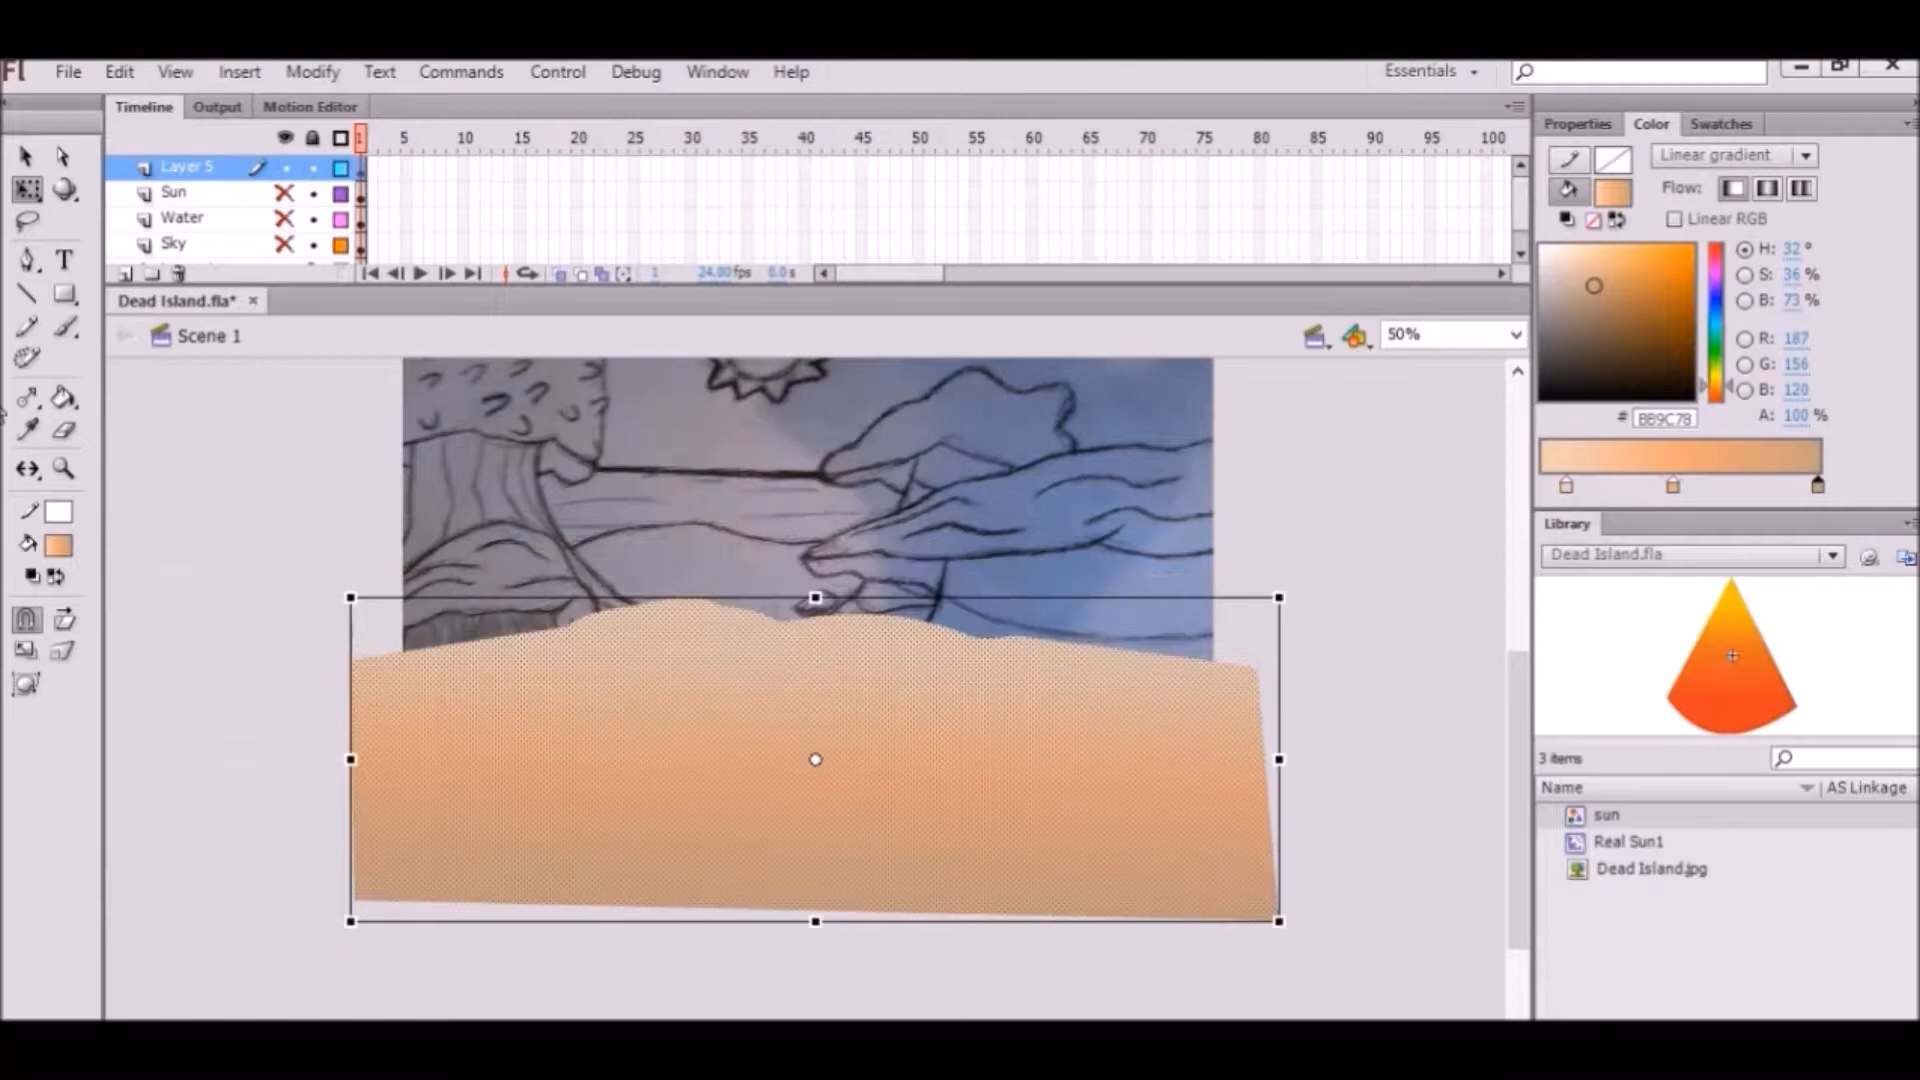 Fl File Edit View Insert Modify Text Commands Control Debug Window Help Essentials
Timeline Output Motion Editor
Properties Color Swatches
1 5 10 15 20 25 30 35 40 45 50 55 60 65 70 75 80 85 90 95 100
Layer 5
Sun
Water
Sky
1 24.00fps 0.0s
Linear gradient
Flow:
Linear RGB
H: 32 °
S: 36 %
B: 73 %
R: 187
G: 156
B: 120
# BB9C78 A: 100 %
Dead Island.fla* ×
Scene 1
50%
T
Library
Dead Island.fla
3 items
Name AS Linkage
sun
Real Sun1
Dead Island.jpg